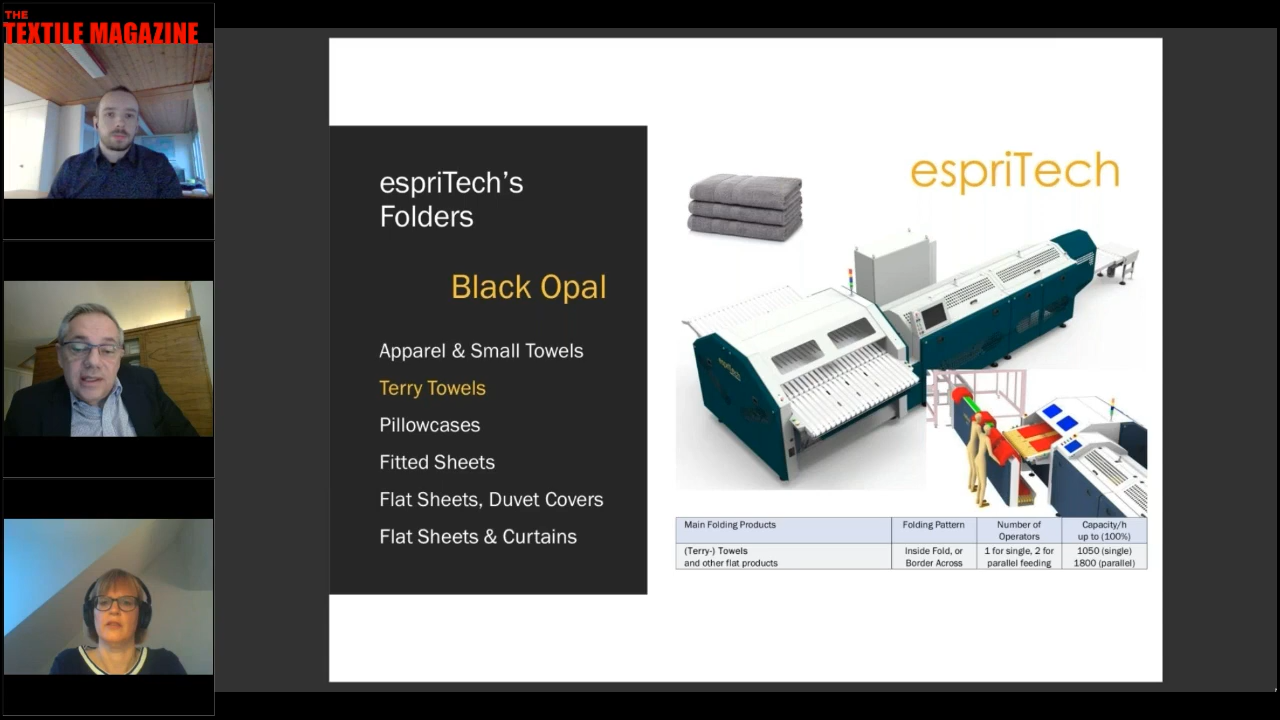 THE
TEXTILE MAGAZINE
espriTech's
Folders
Black Opal
Apparel & Small Towels
Terry Towels
Pillowcases
Fitted Sheets
Flat Sheets, Duvet Covers
Flat Sheets & Curtains
espriTech
espriTech
Main Folding Products
Folding Pattern
Number of
Operators
Capacity/h
up to (100%)
(Terry-) Towels
and other flat products
Inside Fold, or
Border Across
1 for single, 2 for
parallel feeding
1050 (single)
1800 (parallel)